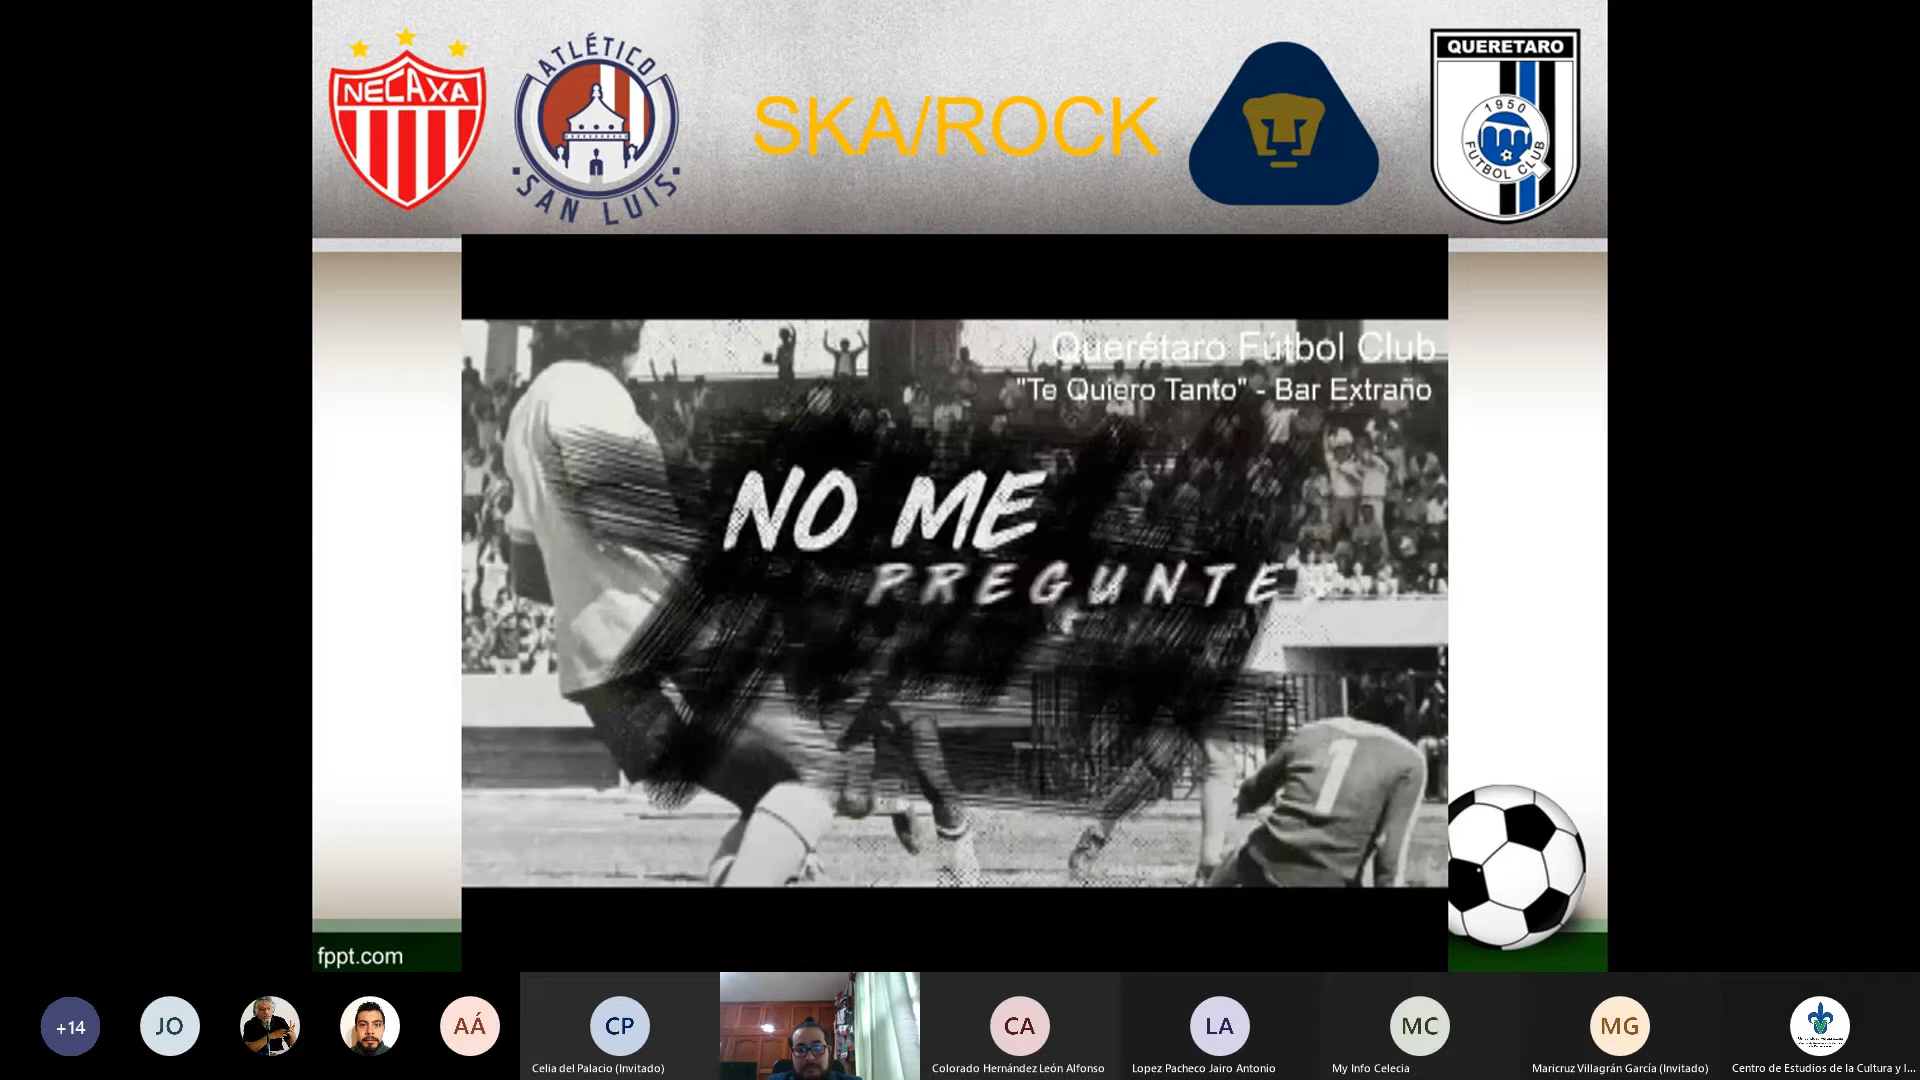 NECAXA
ATLÉTICO
SAN LUIS
SKA/ROCK
QUERETARO
1950
FUTBOL CLUB
Querétaro Fútbol Club
"Te Quiero Tanto" - Bar Extraño
NO ME
PREGUNTE
1
fppt.com
+14
JO
AÁ
CP
CA
LA
MC
MG
Celia del Palacio (Invitado)
Colorado Hernández León Alfonso
Lopez Pacheco Jairo Antonio
My Info Celecia
Maricruz Villagrán García (Invitado)
Centro de Estudios de la Cultura y l...